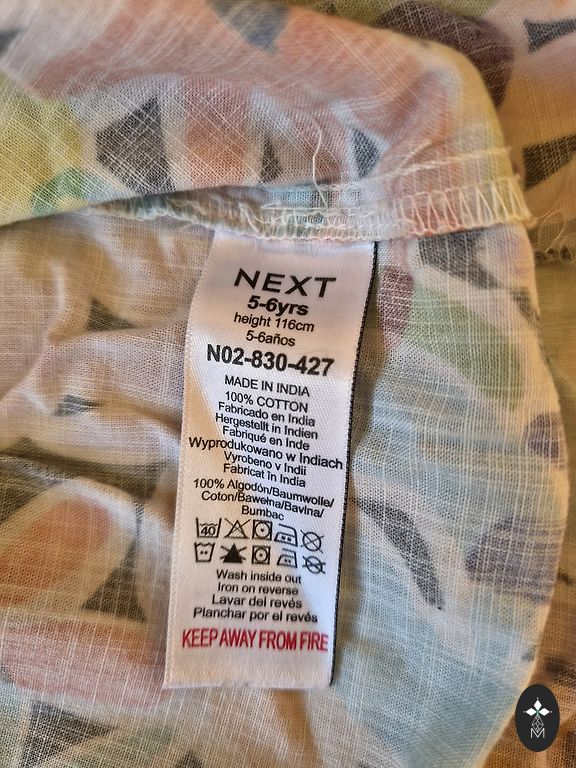 NEXT
5-6yrs
height 116cm
5-6años
N02-830-427
MADE IN INDIA
100% COTTON
Fabricado en India
Hergestellt in Indien
Fabriqué en Inde
Wyprodukowano w Indiach
Vyrobeno v Indii
Fabricat în India
100% Algodón/Baumwolle/
Coton/Bawełna/Bavlna/
Bumbac
40
Wash inside out
Iron on reverse
Lavar del revés
Planchar por el revés
KEEP AWAY FROM FIRE
M